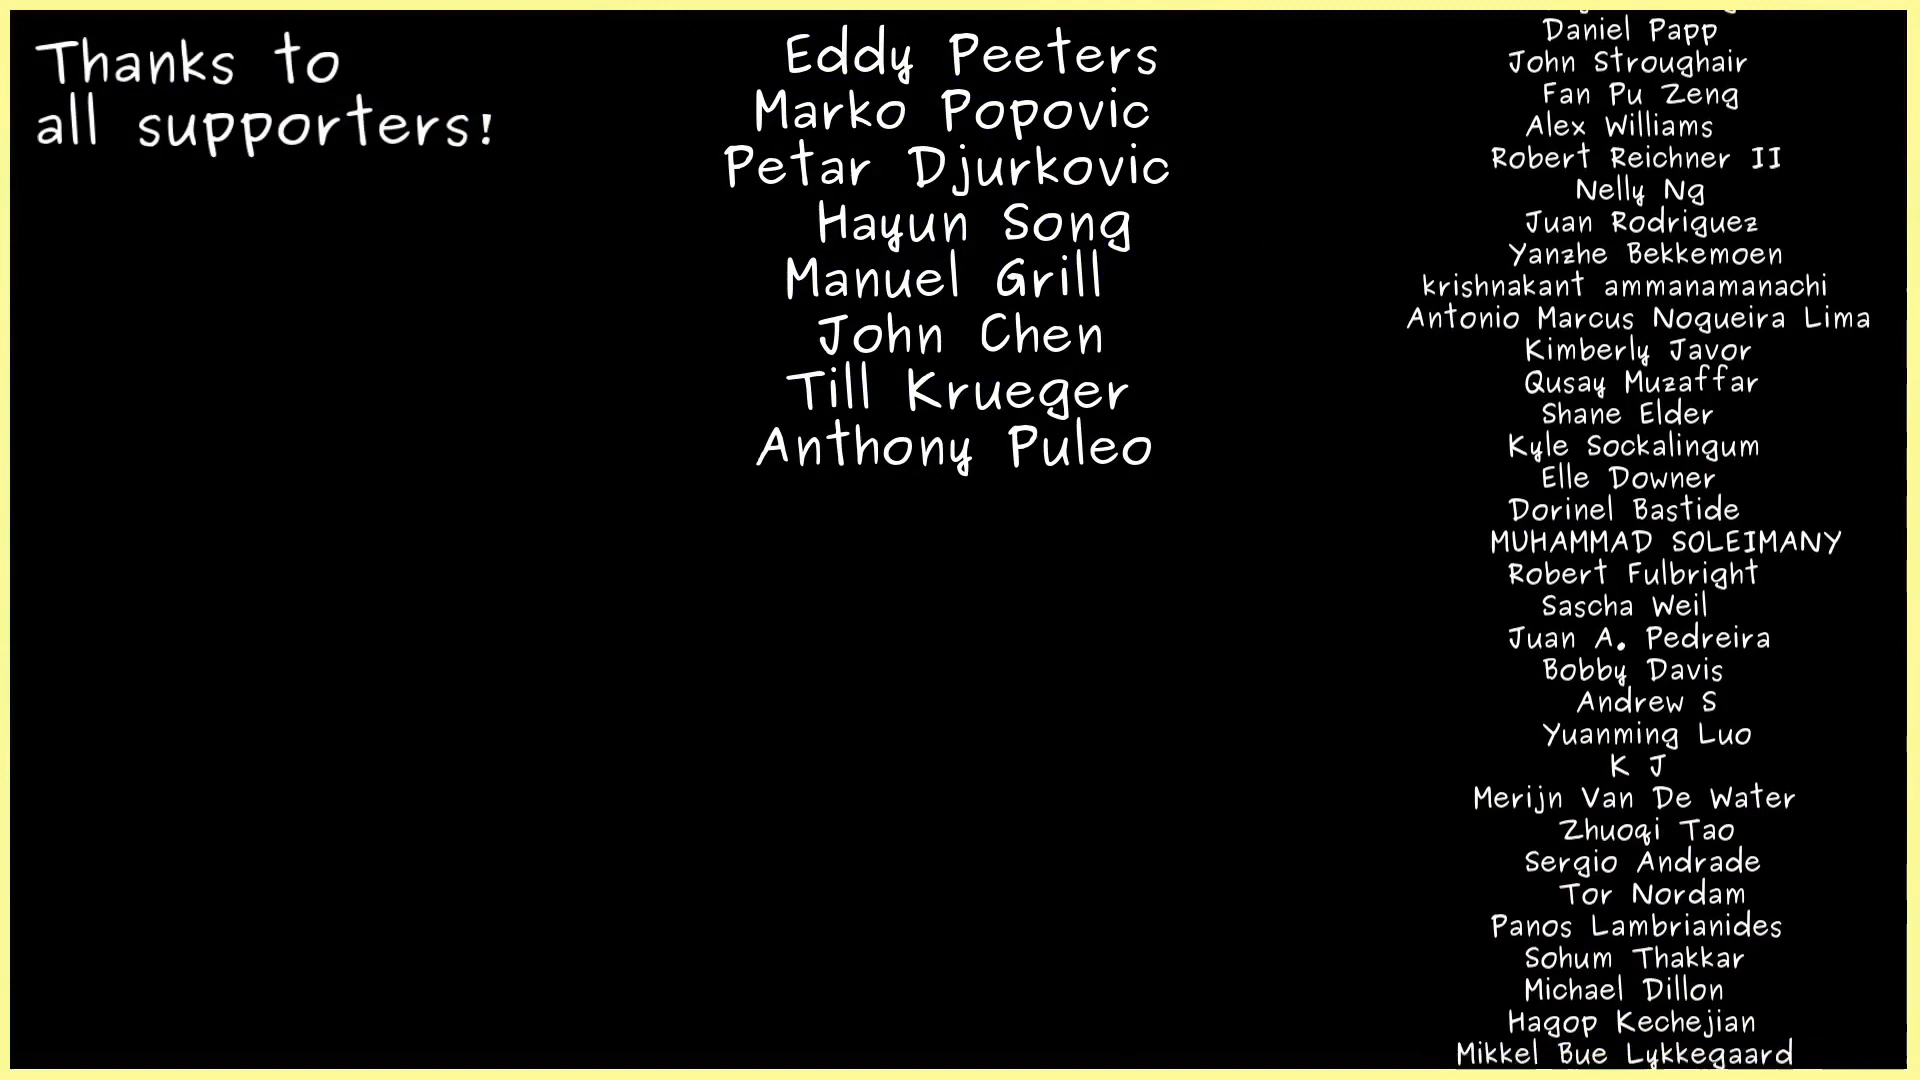 Thanks to
all supporters!
Eddy Peeters
Marko Popovic
Petar Djurkovic
Hayun Song
Manuel Grill
John Chen
Till Krueger
Anthony Puleo
Daniel Papp
John Stroughair
Fan Pu Zeng
Alex Williams
Robert Reichner II
Nelly Ng
Juan Rodriguez
Yanzhe Bekkemoen
krishnakant ammanamanachi
Antonio Marcus Nogueira Lima
Kimberly Javor
Qusay Muzaffar
Shane Elder
Kyle Sockalingum
Elle Downer
Dorinel Bastide
MUHAMMAD SOLEIMANY
Robert Fulbright
Sascha Weil
Juan A. Pedreira
Bobby Davis
Andrew S
Yuanming Luo
K J
Merijn Van De Water
Zhuoqi Tao
Sergio Andrade
Tor Nordam
Panos Lambrianides
Sohum Thakkar
Michael Dillon
Hagop Kechejian
Mikkel Bue Lykkegaard